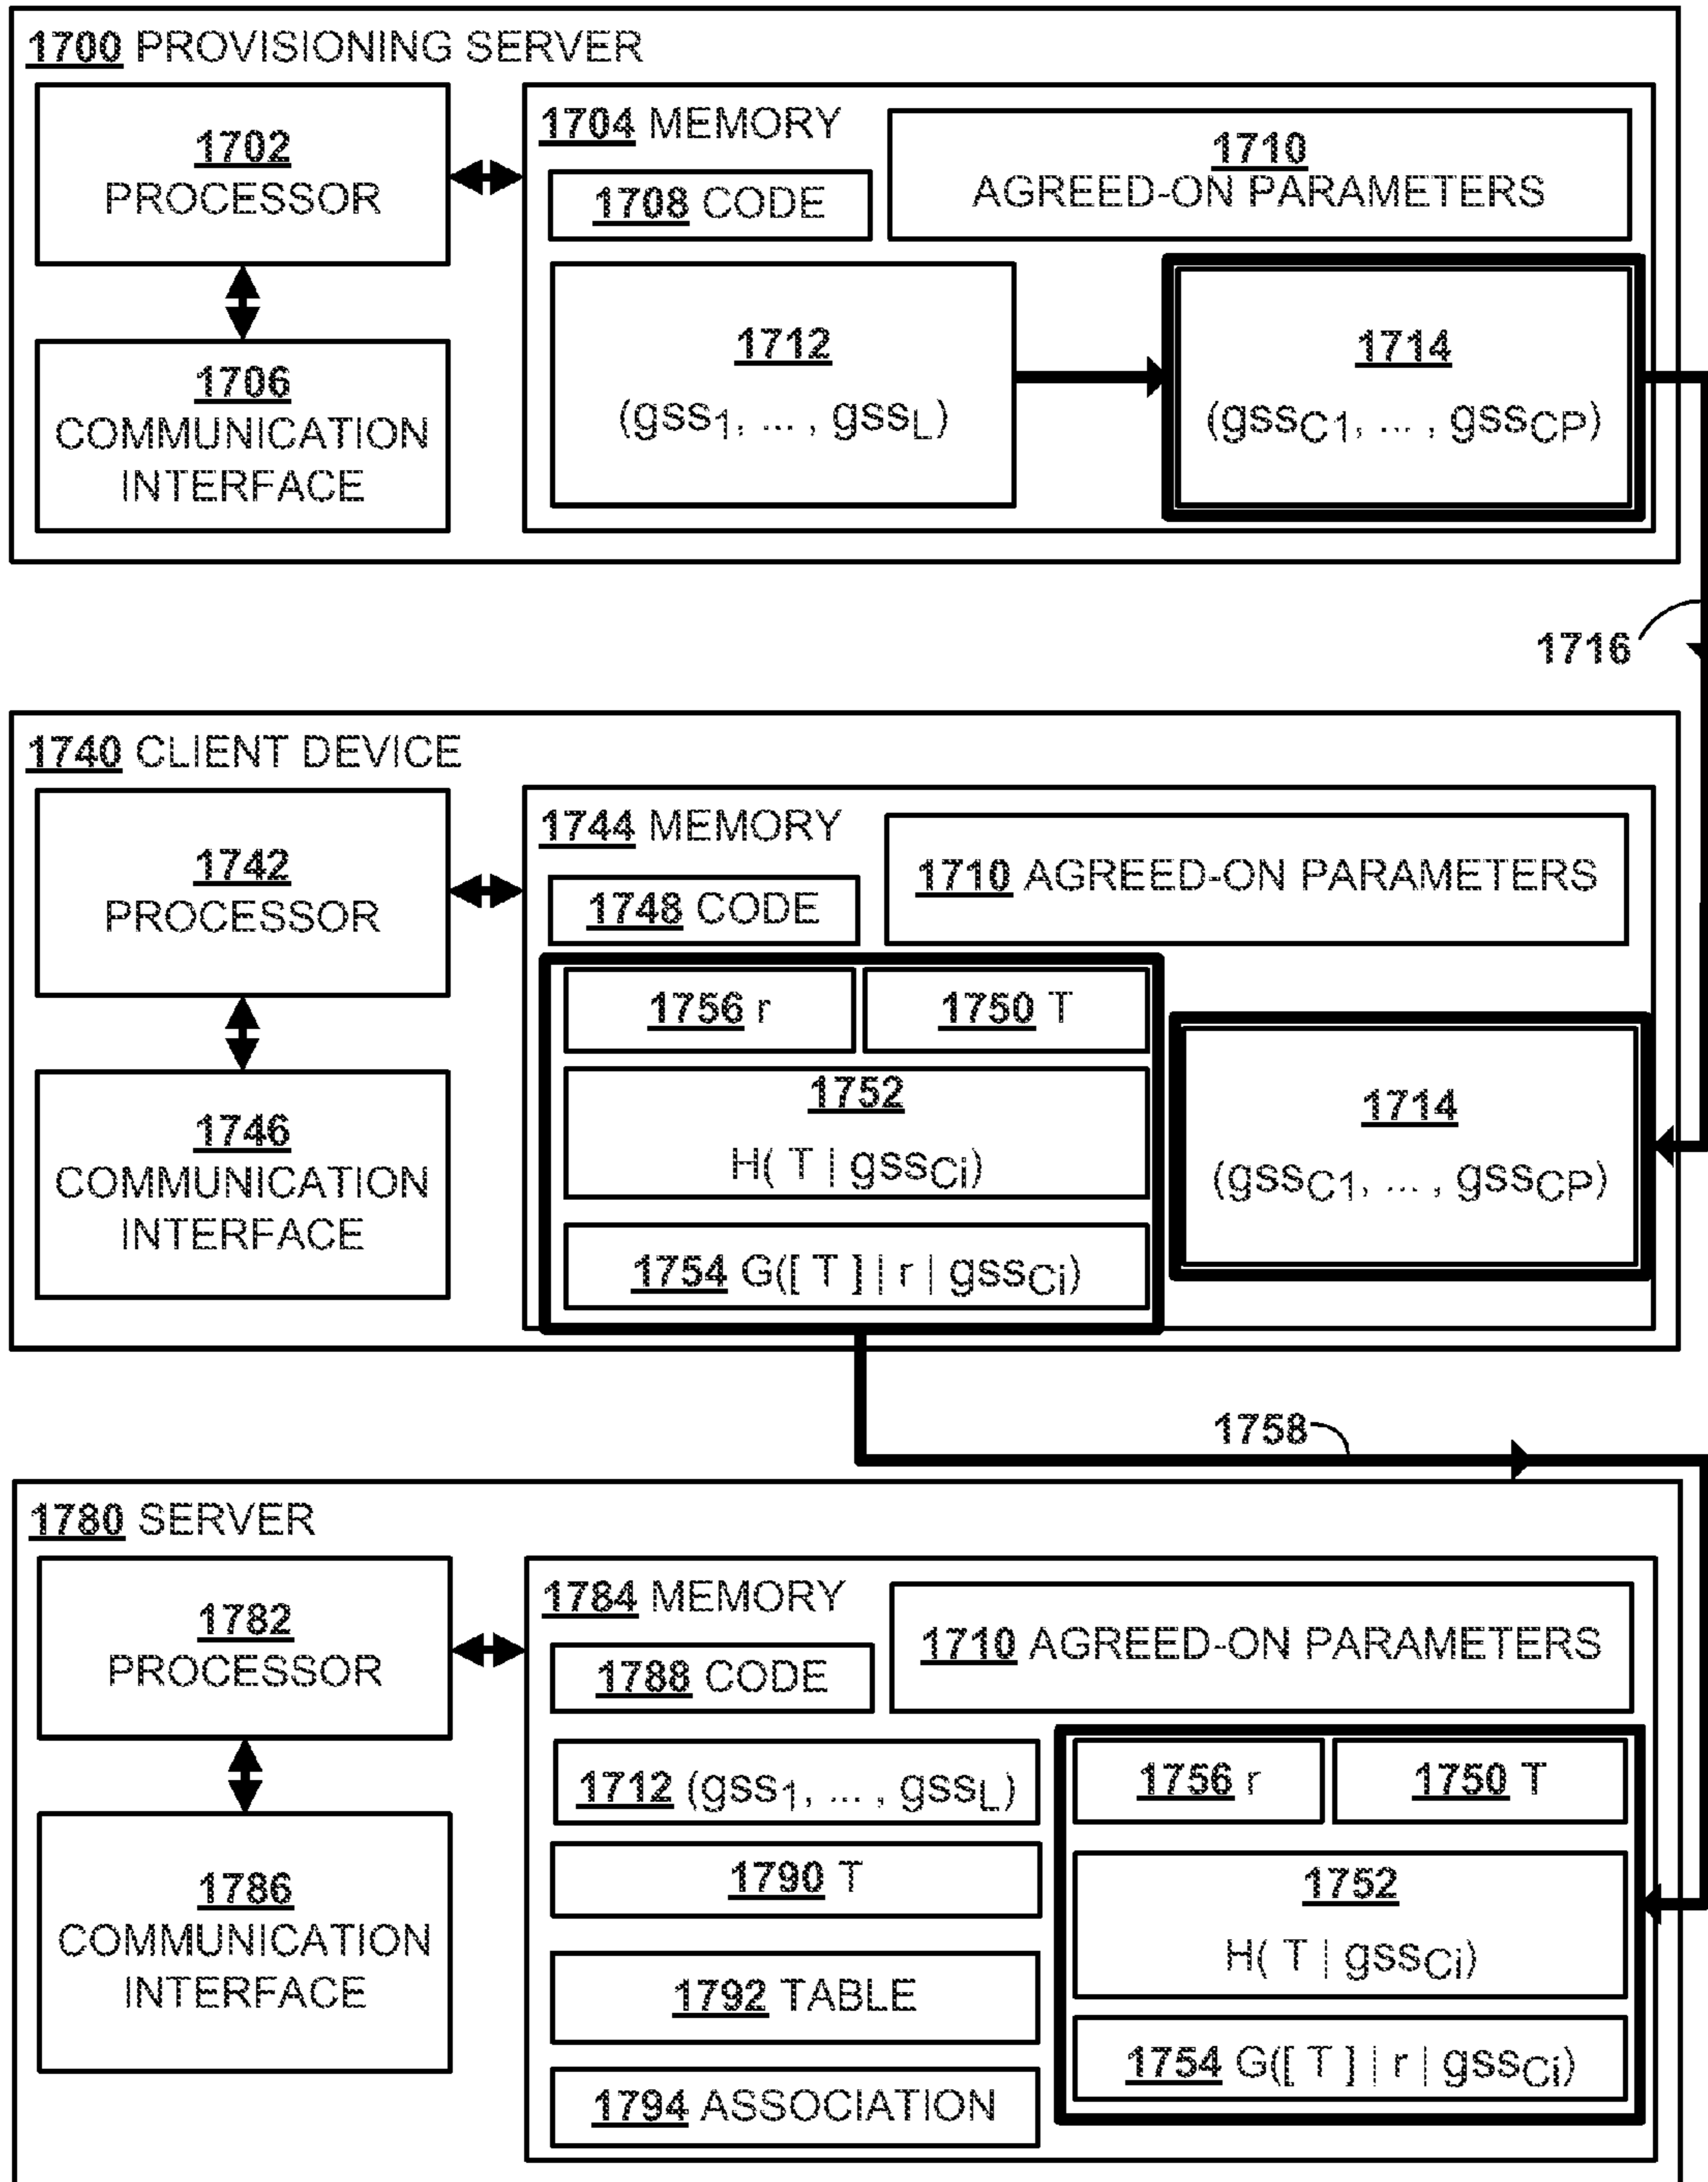 1700 PROVISIONING SERVER
1702
PROCESSOR
1704 MEMORY
1708 CODE
1710
AGREED-ON PARAMETERS
1706
COMMUNICATION
INTERFACE
1712
(gss1, ... , gssL)
1714
(gssC1, ... , gssCP)
1716
1740 CLIENT DEVICE
1742
PROCESSOR
1744 MEMORY
1748 CODE
1710 AGREED-ON PARAMETERS
1746
COMMUNICATION
INTERFACE
1756 r
1750 T
1752
H( T | gssCi)
1754 G([ T ] | r | gssCi)
1714
(gssC1, ... , gssCP)
1758
1780 SERVER
1782
PROCESSOR
1784 MEMORY
1788 CODE
1710 AGREED-ON PARAMETERS
1786
COMMUNICATION
INTERFACE
1712 (gss1, ... , gssL)
1790 T
1792 TABLE
1794 ASSOCIATION
1756 r
1750 T
1752
H( T | gssCi)
1754 G([ T ] | r | gssCi)